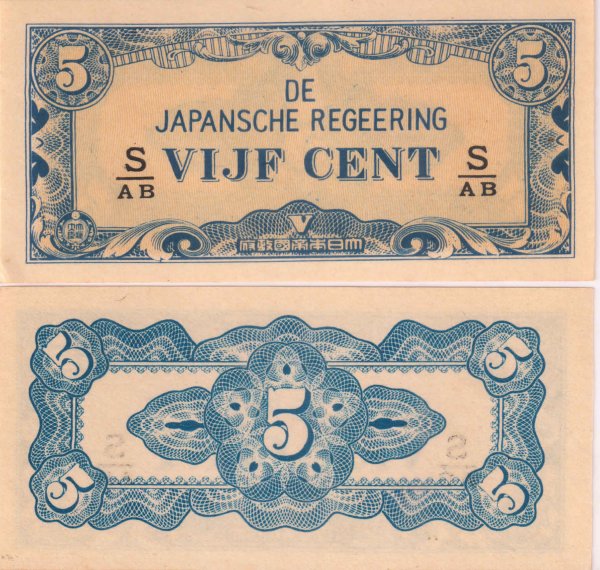 5 5
DE
JAPANSCHE REGEERING
S VIJF CENT S
AB AB
V
大日本帝國政府
5 5
5
5 5